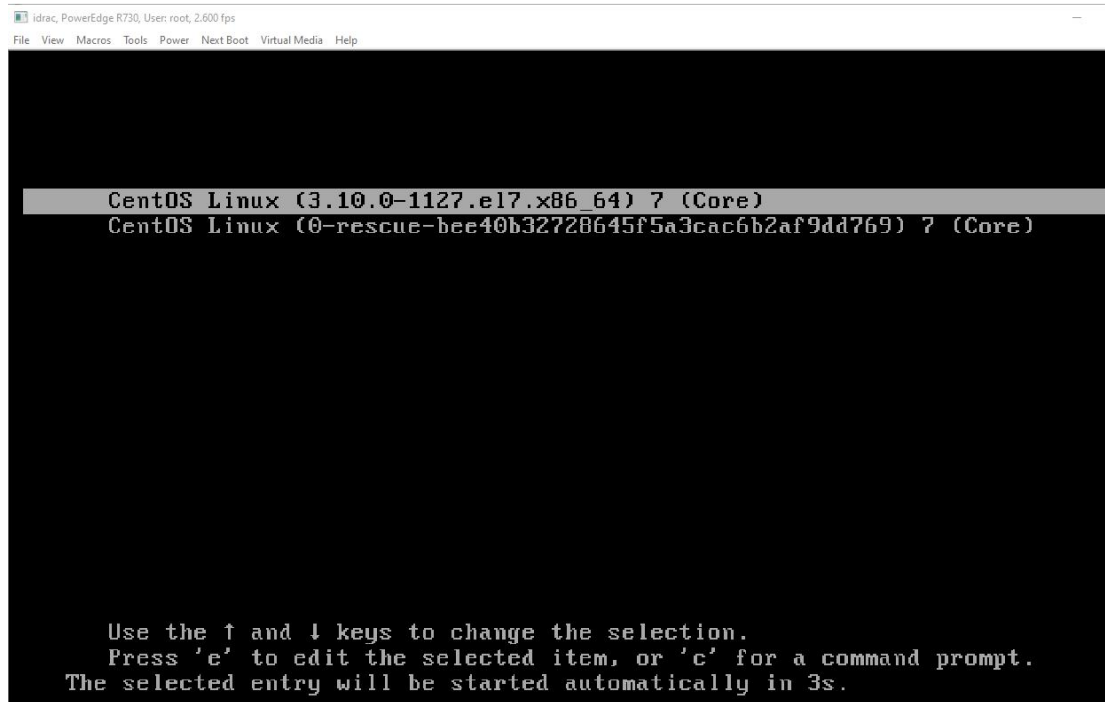 idrac, PowerEdge R730, User: root, 2.600 fps
File View Macros Tools Power Next Boot Virtual Media Help
CentOS Linux (3.10.0-1127.el7.x86_64) 7 (Core)
CentOS Linux (0-rescue-bee40b32728645f5a3cac6b2af9dd769) 7 (Core)
Use the ↑ and ↓ keys to change the selection.
Press 'e' to edit the selected item, or 'c' for a command prompt.
The selected entry will be started automatically in 3s.